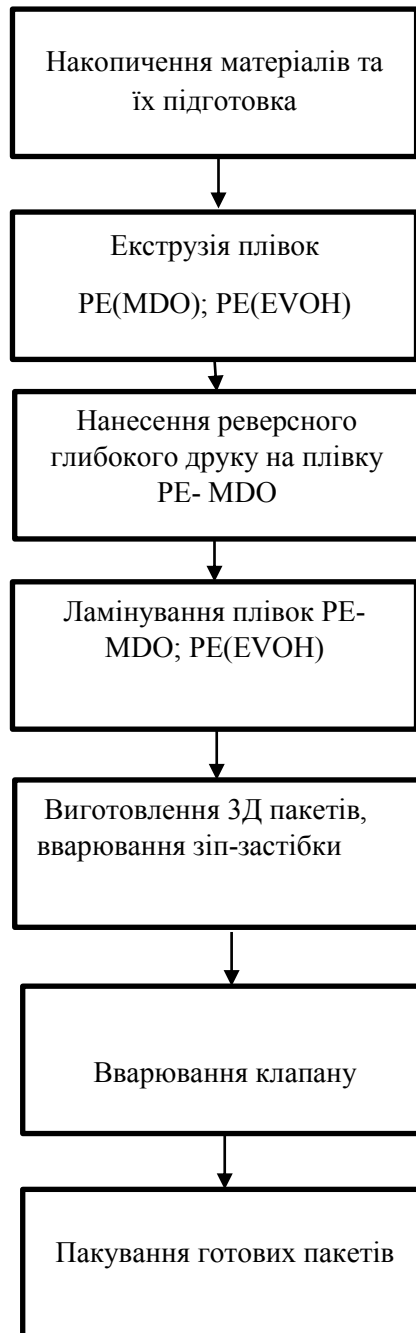 Накопичення матеріалів та
їх підготовка
Екструзія плівок
PE(MDO); PE(EVOH)
Нанесення реверсного
глибокого друку на плівку
PE- MDO
Ламінування плівок PE-
MDO; PE(EVOH)
Виготовлення 3Д пакетів,
вварювання зіп-застібки
Вварювання клапану
Пакування готових пакетів